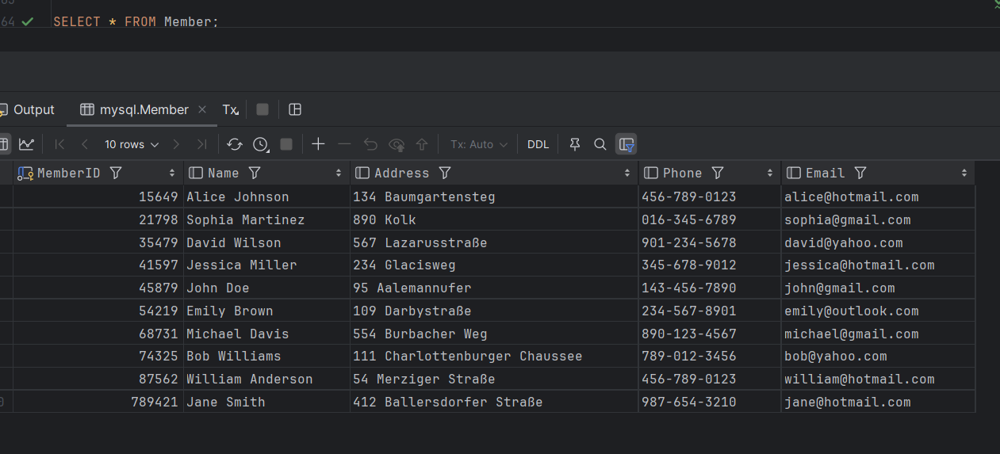 64 SELECT * FROM Member;
Output mysql.Member Tx
10 rows Tx: Auto DDL
MemberID Name Address Phone Email
15649 Alice Johnson 134 Baumgartensteg 456-789-0123 alice@hotmail.com
21798 Sophia Martinez 890 Kolk 016-345-6789 sophia@gmail.com
35479 David Wilson 567 Lazarusstraße 901-234-5678 david@yahoo.com
41597 Jessica Miller 234 Glacisweg 345-678-9012 jessica@hotmail.com
45879 John Doe 95 Aalemannufer 143-456-7890 john@gmail.com
54219 Emily Brown 109 Darbystraße 234-567-8901 emily@outlook.com
68731 Michael Davis 554 Burbacher Weg 890-123-4567 michael@gmail.com
74325 Bob Williams 111 Charlottenburger Chaussee 789-012-3456 bob@yahoo.com
87562 William Anderson 54 Merziger Straße 456-789-0123 william@hotmail.com
789421 Jane Smith 412 Ballersdorfer Straße 987-654-3210 jane@hotmail.com